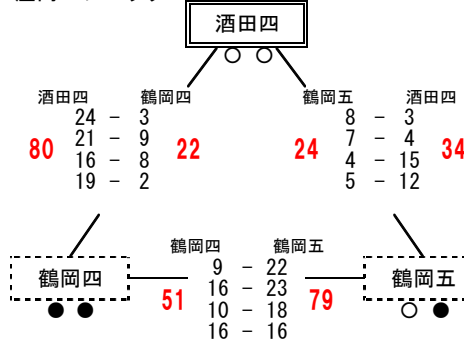 酒田四
○ ○
酒田四 鶴岡四 鶴岡五 酒田四
24 - 3 8 - 3
80 21 - 9 22 24 7 - 4 34
16 - 8 4 - 15
19 - 2 5 - 12
鶴岡四 鶴岡五
鶴岡四 9 - 22 鶴岡五
● ● 51 16 - 23 79 ○ ●
10 - 18
16 - 16